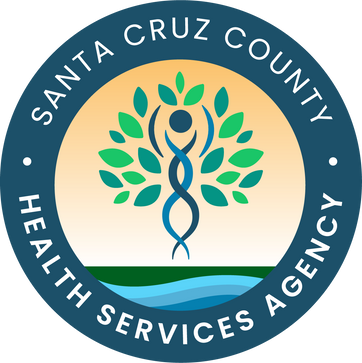 SANTA CRUZ COUNTY
HEALTH SERVICES AGENCY